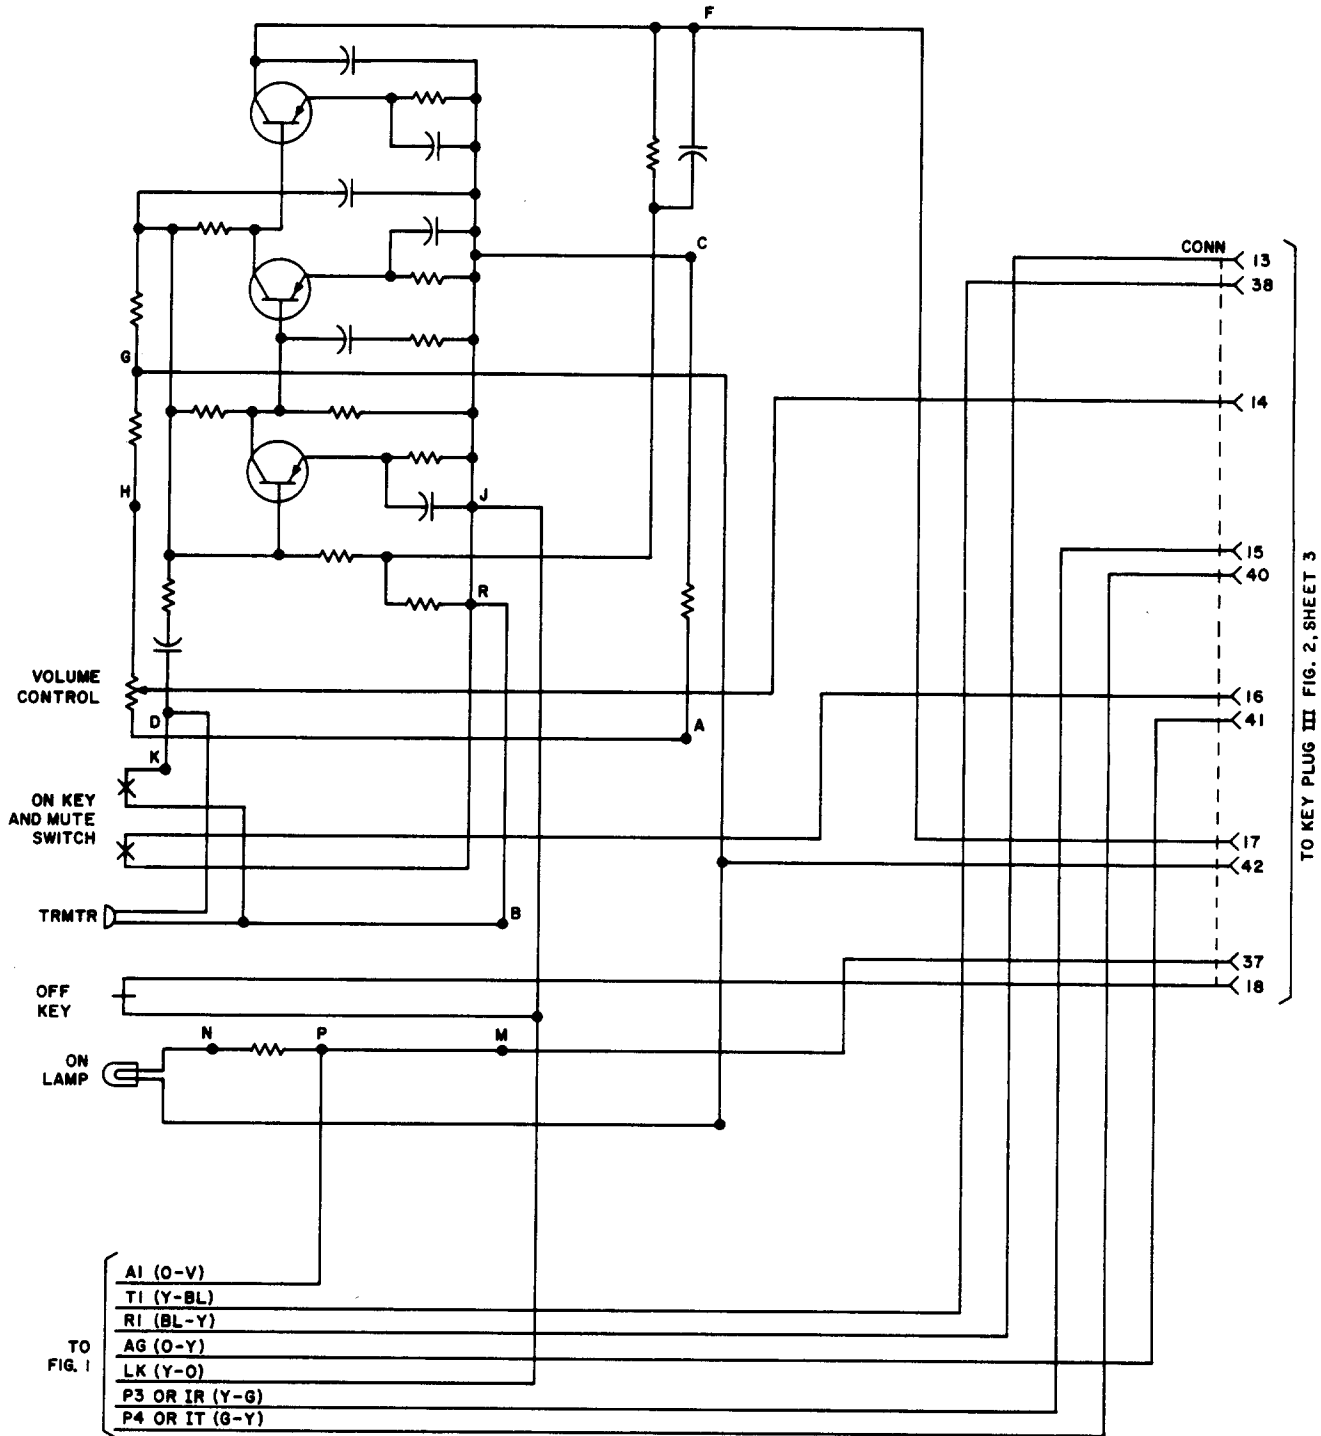 F
C
CONN
13
38
G
14
H
J
15
40
R
VOLUME
CONTROL
D
A
16
41
K
ON KEY
AND MUTE
SWITCH
17
42
TRMTR
B
37
OFF
KEY
18
N
P
M
ON
LAMP
TO KEY PLUG III FIG. 2, SHEET 3
TO
FIG. 1
A1 (O-V)
T1 (Y-BL)
R1 (BL-Y)
AG (O-Y)
LK (Y-O)
P3 OR IR (Y-G)
P4 OR IT (G-Y)